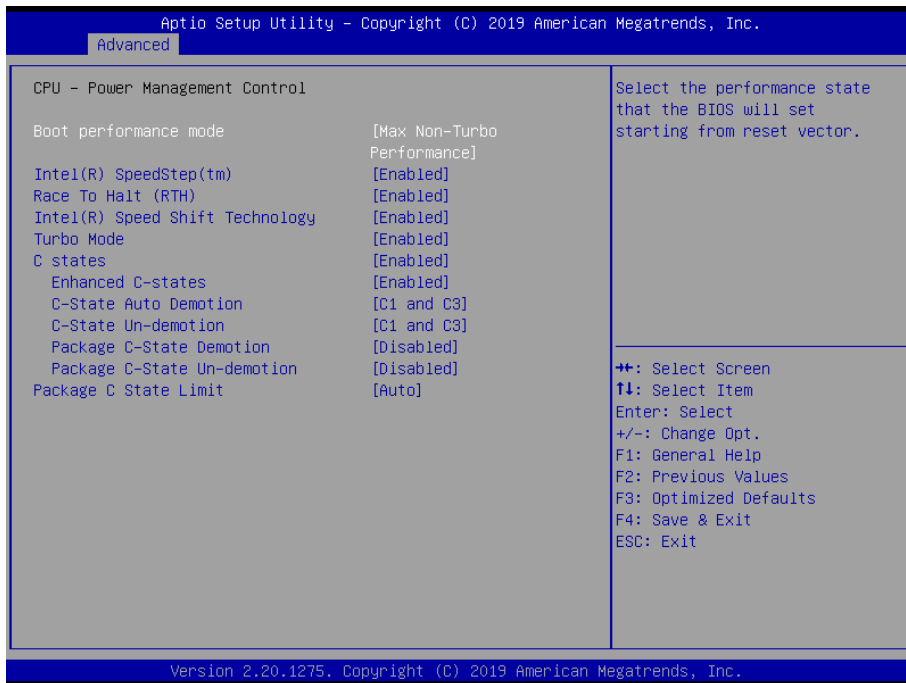 Aptio Setup Utility – Copyright (C) 2019 American Megatrends, Inc.
Advanced
CPU – Power Management Control
Boot performance mode [Max Non-Turbo
Performance]
Intel(R) SpeedStep(tm) [Enabled]
Race To Halt (RTH) [Enabled]
Intel(R) Speed Shift Technology [Enabled]
Turbo Mode [Enabled]
C states [Enabled]
Enhanced C-states [Enabled]
C-State Auto Demotion [C1 and C3]
C-State Un-demotion [C1 and C3]
Package C-State Demotion [Disabled]
Package C-State Un-demotion [Disabled]
Package C State Limit [Auto]
Select the performance state
that the BIOS will set
starting from reset vector.
→←: Select Screen
↑↓: Select Item
Enter: Select
+/-: Change Opt.
F1: General Help
F2: Previous Values
F3: Optimized Defaults
F4: Save & Exit
ESC: Exit
Version 2.20.1275. Copyright (C) 2019 American Megatrends, Inc.